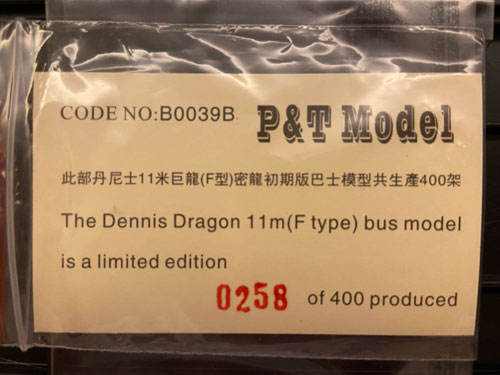 CODE NO:B0039B P&T Model
此部丹尼士11米巨龍(F型)密龍初期版巴士模型共生產400架
The Dennis Dragon 11m(F type) bus model
is a limited edition
0258 of 400 produced